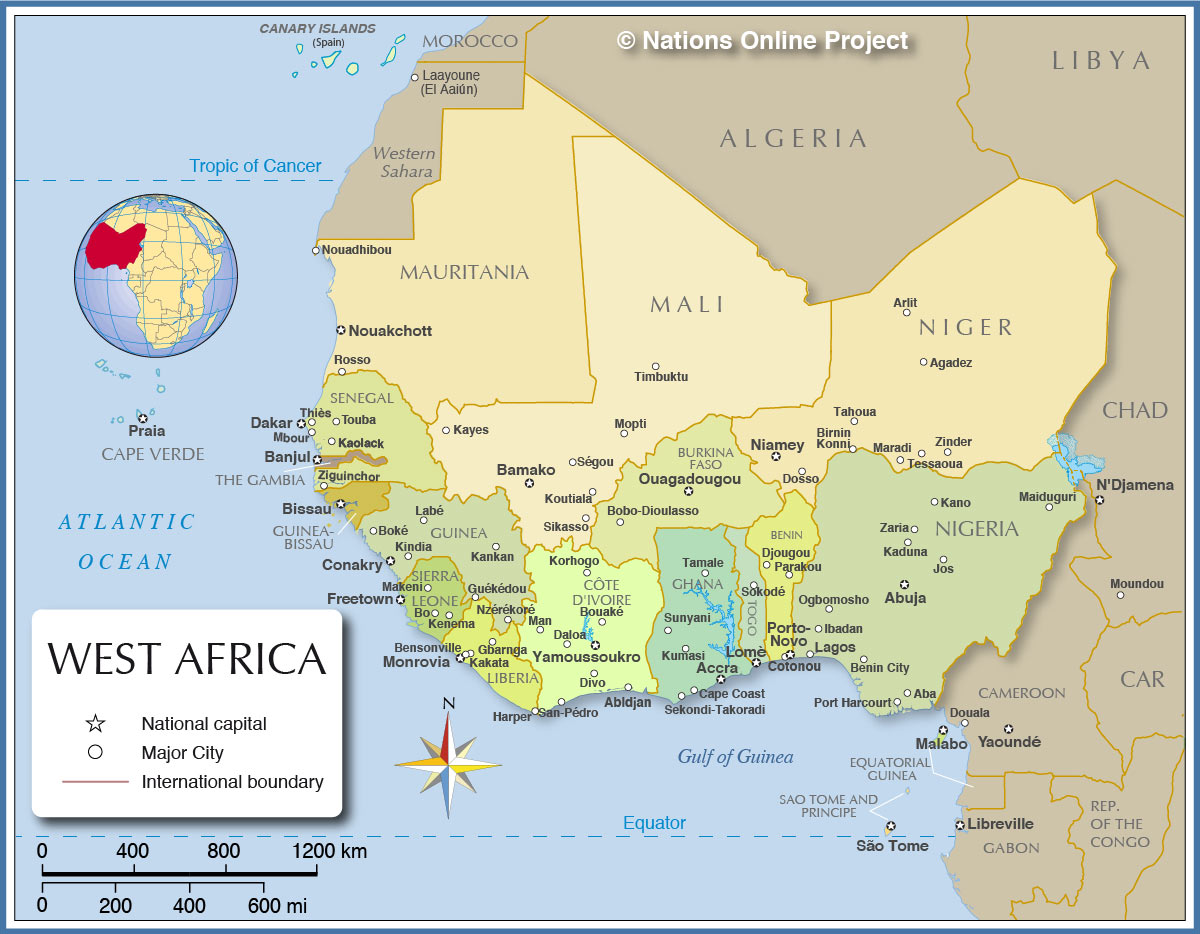 CANARY ISLANDS
(Spain)
MOROCCO
© Nations Online Project
LIBYA
Laayoune
(El Aaiún)
ALGERIA
Western
Sahara
Tropic of Cancer
Nouadhibou
MAURITANIA
MALI
Arlit
NIGER
Nouakchott
Rosso
Agadez
Timbuktu
SENEGAL
CHAD
Thiès
Touba
Dakar
Mbour
Kaolack
Praia
CAPE VERDE
Kayes
Mopti
Tahoua
Birnin
Konni
Maradi
Zinder
Tessaoua
Niamey
Banjul
THE GAMBIA
Ziguinchor
Bamako
Ségou
BURKINA
FASO
Ouagadougou
Dosso
Koutiala
N'Djamena
Maiduguri
Bissau
GUINEA-
BISSAU
ATLANTIC
OCEAN
Labé
Boké
GUINEA
Sikasso
Bobo-Dioulasso
Kano
Zaria
NIGERIA
Kaduna
Kindia
Kankan
Conakry
Korhogo
Tamale
GHANA
BENIN
Djougou
Parakou
Jos
Moundou
SIERRA
LEONE
Makeni
Freetown
Guékédou
CÔTE
D'IVOIRE
Bouaké
Sokodé
TOGO
Abuja
Ogbomosho
Bo
Kenema
Nzérékoré
Man
Sunyani
Porto-
Novo
Ibadan
WEST AFRICA
Bensonville
Monrovia
Gbarnga
Kakata
Daloa
Yamoussoukro
Kumasi
Lomè
Accra
Cotonou
Lagos
Benin City
LIBERIA
Divo
Abldjan
Cape Coast
Sekondi-Takoradi
Port Harcourt
Aba
CAMEROON
CAR
Harper
San-Pédro
N
Douala
Malabo
Yaoundé
National capital
Major City
International boundary
Gulf of Guinea
EQUATORIAL
GUINEA
SAO TOME AND
PRINCIPE
REP.
OF THE
CONGO
Equator
Libreville
São Tome
GABON
0 400 800 1200 km
0 200 400 600 mi